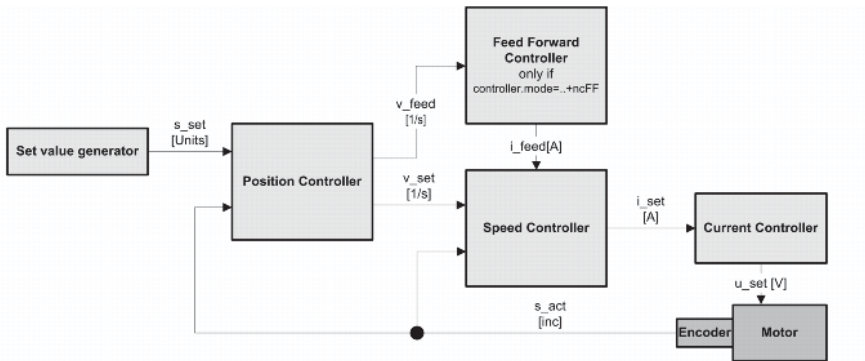 Feed Forward
Controller
only if
controller.mode=..+ncFF
v_feed
[1/s]
s_set
[Units]
Set value generator
i_feed[A]
Position Controller
v_set
[1/s]
Speed Controller
i_set
[A]
Current Controller
u_set [V]
s_act
[inc]
Encoder
Motor